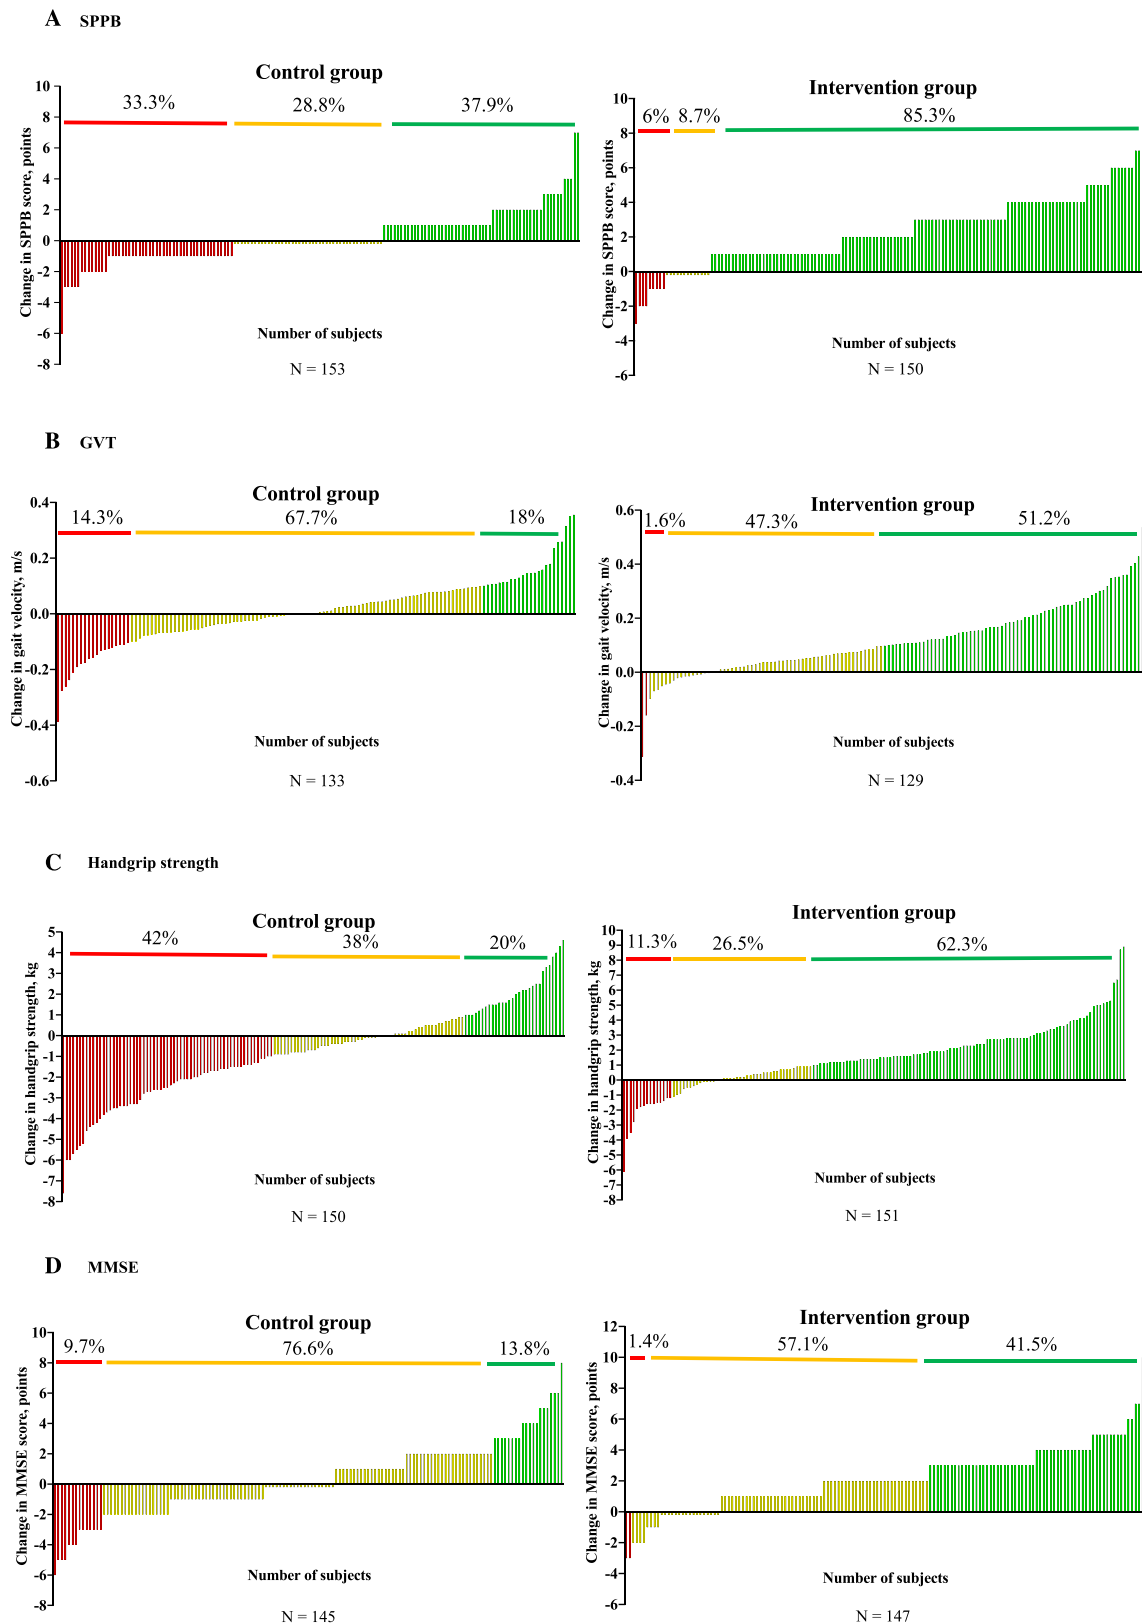 A SPPB
Control group
33.3% 28.8% 37.9%
10
8
6
4
2
0
-2
-4
-6
-8
Change in SPPB score, points
Number of subjects
N = 153
Intervention group
6% 8.7% 85.3%
10
8
6
4
2
0
-2
-4
-6
Change in SPPB score, points
Number of subjects
N = 150
B GVT
Control group
14.3% 67.7% 18%
0.4
0.2
0.0
-0.2
-0.4
-0.6
Change in gait velocity, m/s
Number of subjects
N = 133
Intervention group
1.6% 47.3% 51.2%
0.6
0.4
0.2
0.0
-0.2
-0.4
Change in gait velocity, m/s
Number of subjects
N = 129
C Handgrip strength
Control group
42% 38% 20%
5
4
3
2
1
0
-1
-2
-3
-4
-5
-6
-7
-8
Change in handgrip strength, kg
Number of subjects
N = 150
Intervention group
11.3% 26.5% 62.3%
10
9
8
7
6
5
4
3
2
1
0
-1
-2
-3
-4
-5
-6
-7
-8
Change in handgrip strength, kg
Number of subjects
N = 151
D MMSE
Control group
9.7% 76.6% 13.8%
10
8
6
4
2
0
-2
-4
-6
-8
Change in MMSE score, points
Number of subjects
N = 145
Intervention group
1.4% 57.1% 41.5%
12
10
8
6
4
2
0
-2
-4
-6
Change in MMSE score, points
Number of subjects
N = 147